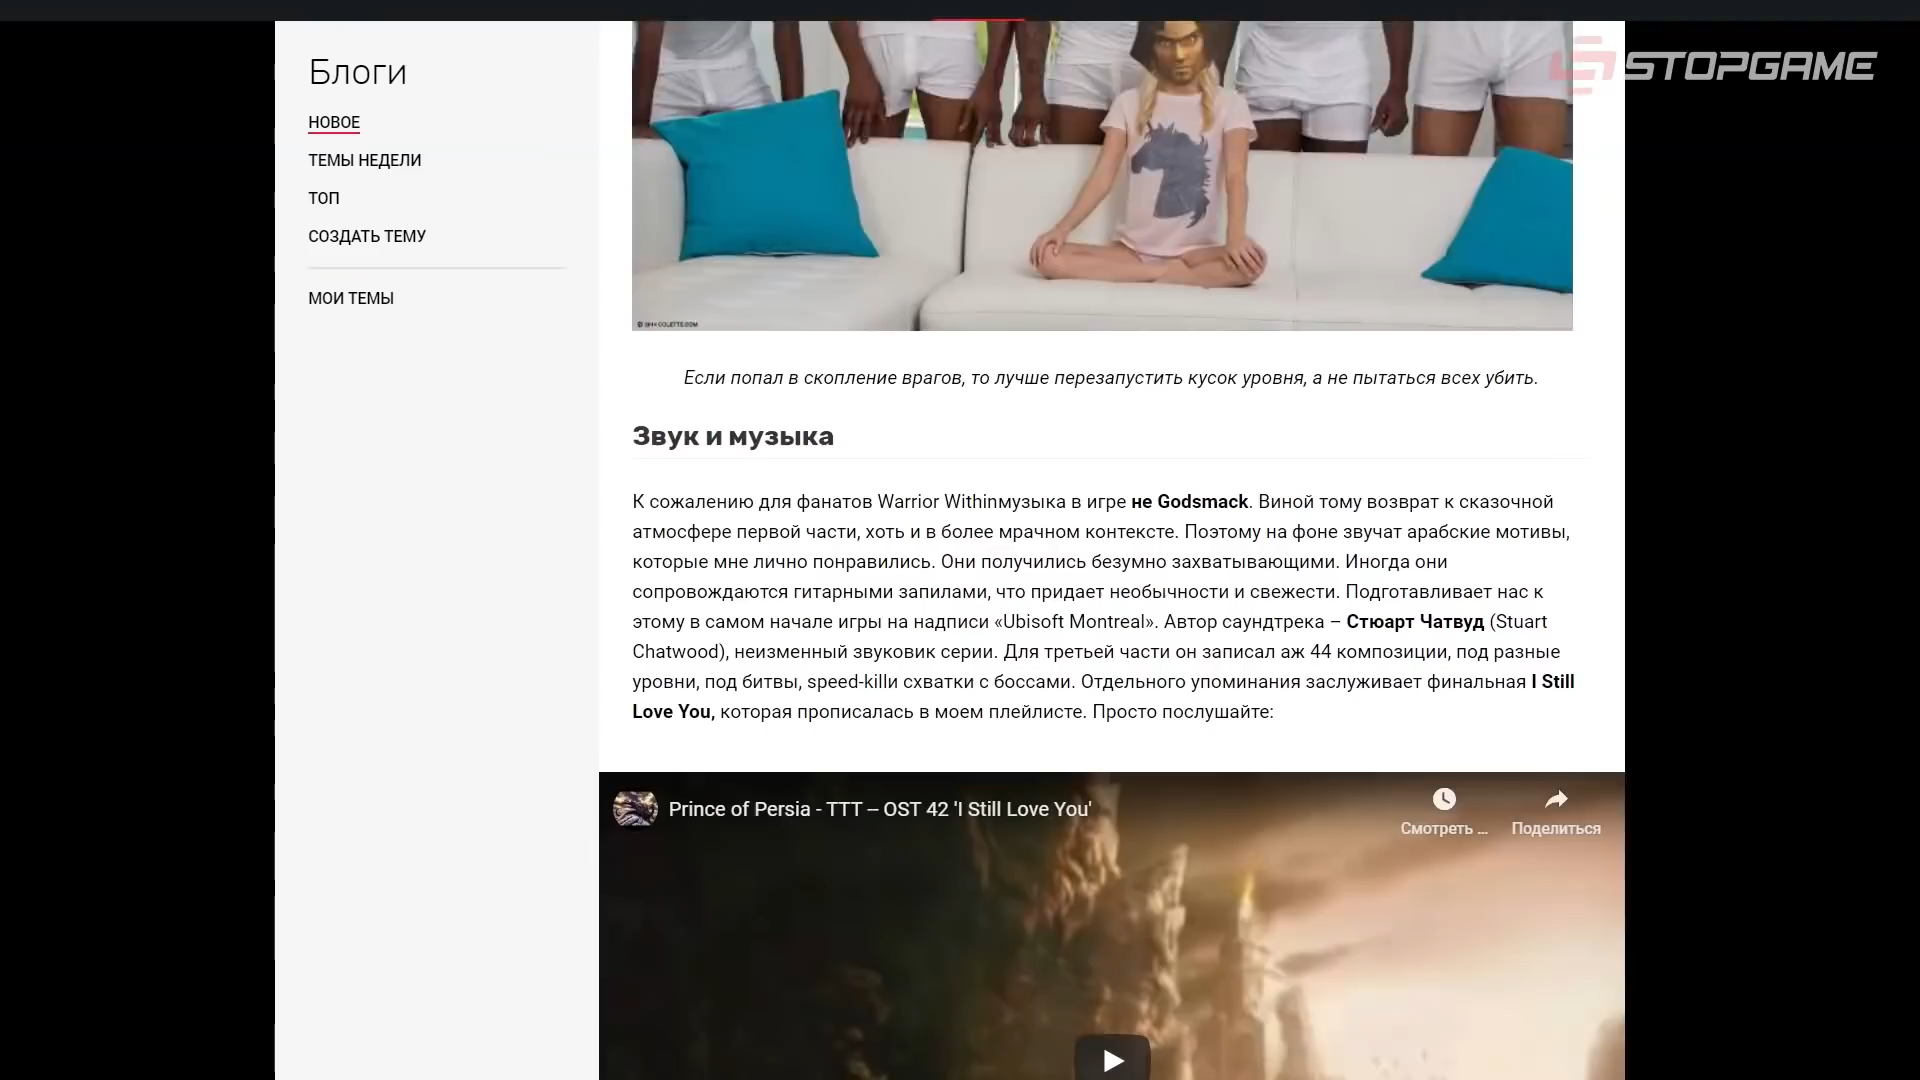 STOPGAME
Блоги
НОВОЕ
ТЕМЫ НЕДЕЛИ
ТОП
СОЗДАТЬ ТЕМУ
МОИ ТЕМЫ
Если попал в скопление врагов, то лучше перезапустить кусок уровня, а не пытаться всех убить.
Звук и музыка
К сожалению для фанатов Warrior Withinмузыка в игре не Godsmack. Виной тому возврат к сказочной
атмосфере первой части, хоть и в более мрачном контексте. Поэтому на фоне звучат арабские мотивы,
которые мне лично понравились. Они получились безумно захватывающими. Иногда они
сопровождаются гитарными запилами, что придает необычности и свежести. Подготавливает нас к
этому в самом начале игры на надписи «Ubisoft Montreal». Автор саундтрека – Стюарт Чатвуд (Stuart
Chatwood), неизменный звуковик серии. Для третьей части он записал аж 44 композиции, под разные
уровни, под битвы, speed-killи схватки с боссами. Отдельного упоминания заслуживает финальная I Still
Love You, которая прописалась в моем плейлисте. Просто послушайте:
Prince of Persia - TTT -- OST 42 'I Still Love You'
Смотреть ...
Поделиться